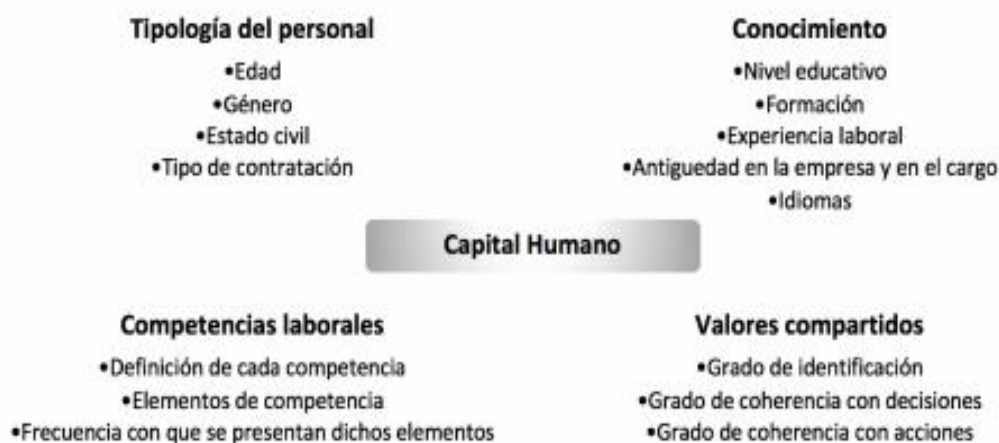 Tipología del personal
•Edad
•Género
•Estado civil
•Tipo de contratación
Conocimiento
•Nivel educativo
•Formación
•Experiencia laboral
•Antiguedad en la empresa y en el cargo
•Idiomas
Capital Humano
Competencias laborales
•Definición de cada competencia
•Elementos de competencia
•Frecuencia con que se presentan dichos elementos
Valores compartidos
•Grado de identificación
•Grado de coherencia con decisiones
•Grado de coherencia con acciones